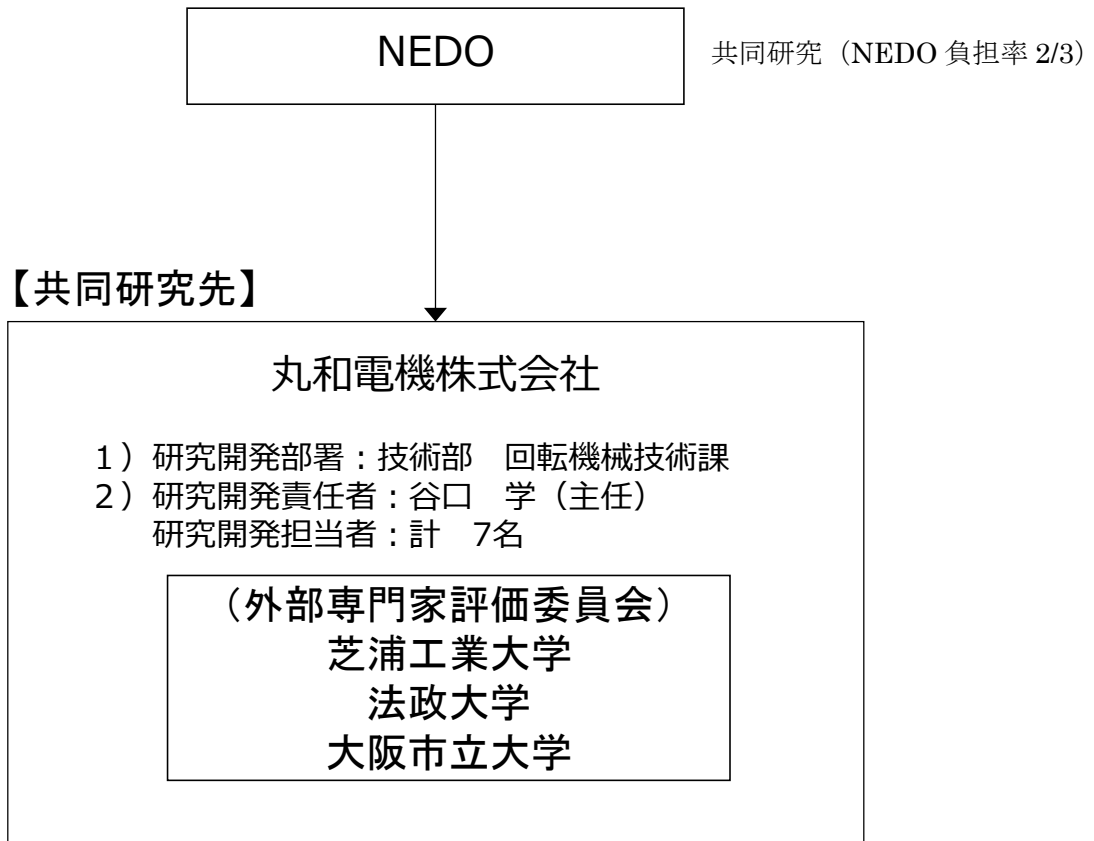 NEDO
共同研究（NEDO 負担率 2/3）
【共同研究先】
丸和電機株式会社
１）研究開発部署：技術部　回転機械技術課
２）研究開発責任者：谷口　学（主任）
研究開発担当者：計　7名
（外部専門家評価委員会）
芝浦工業大学
法政大学
大阪市立大学